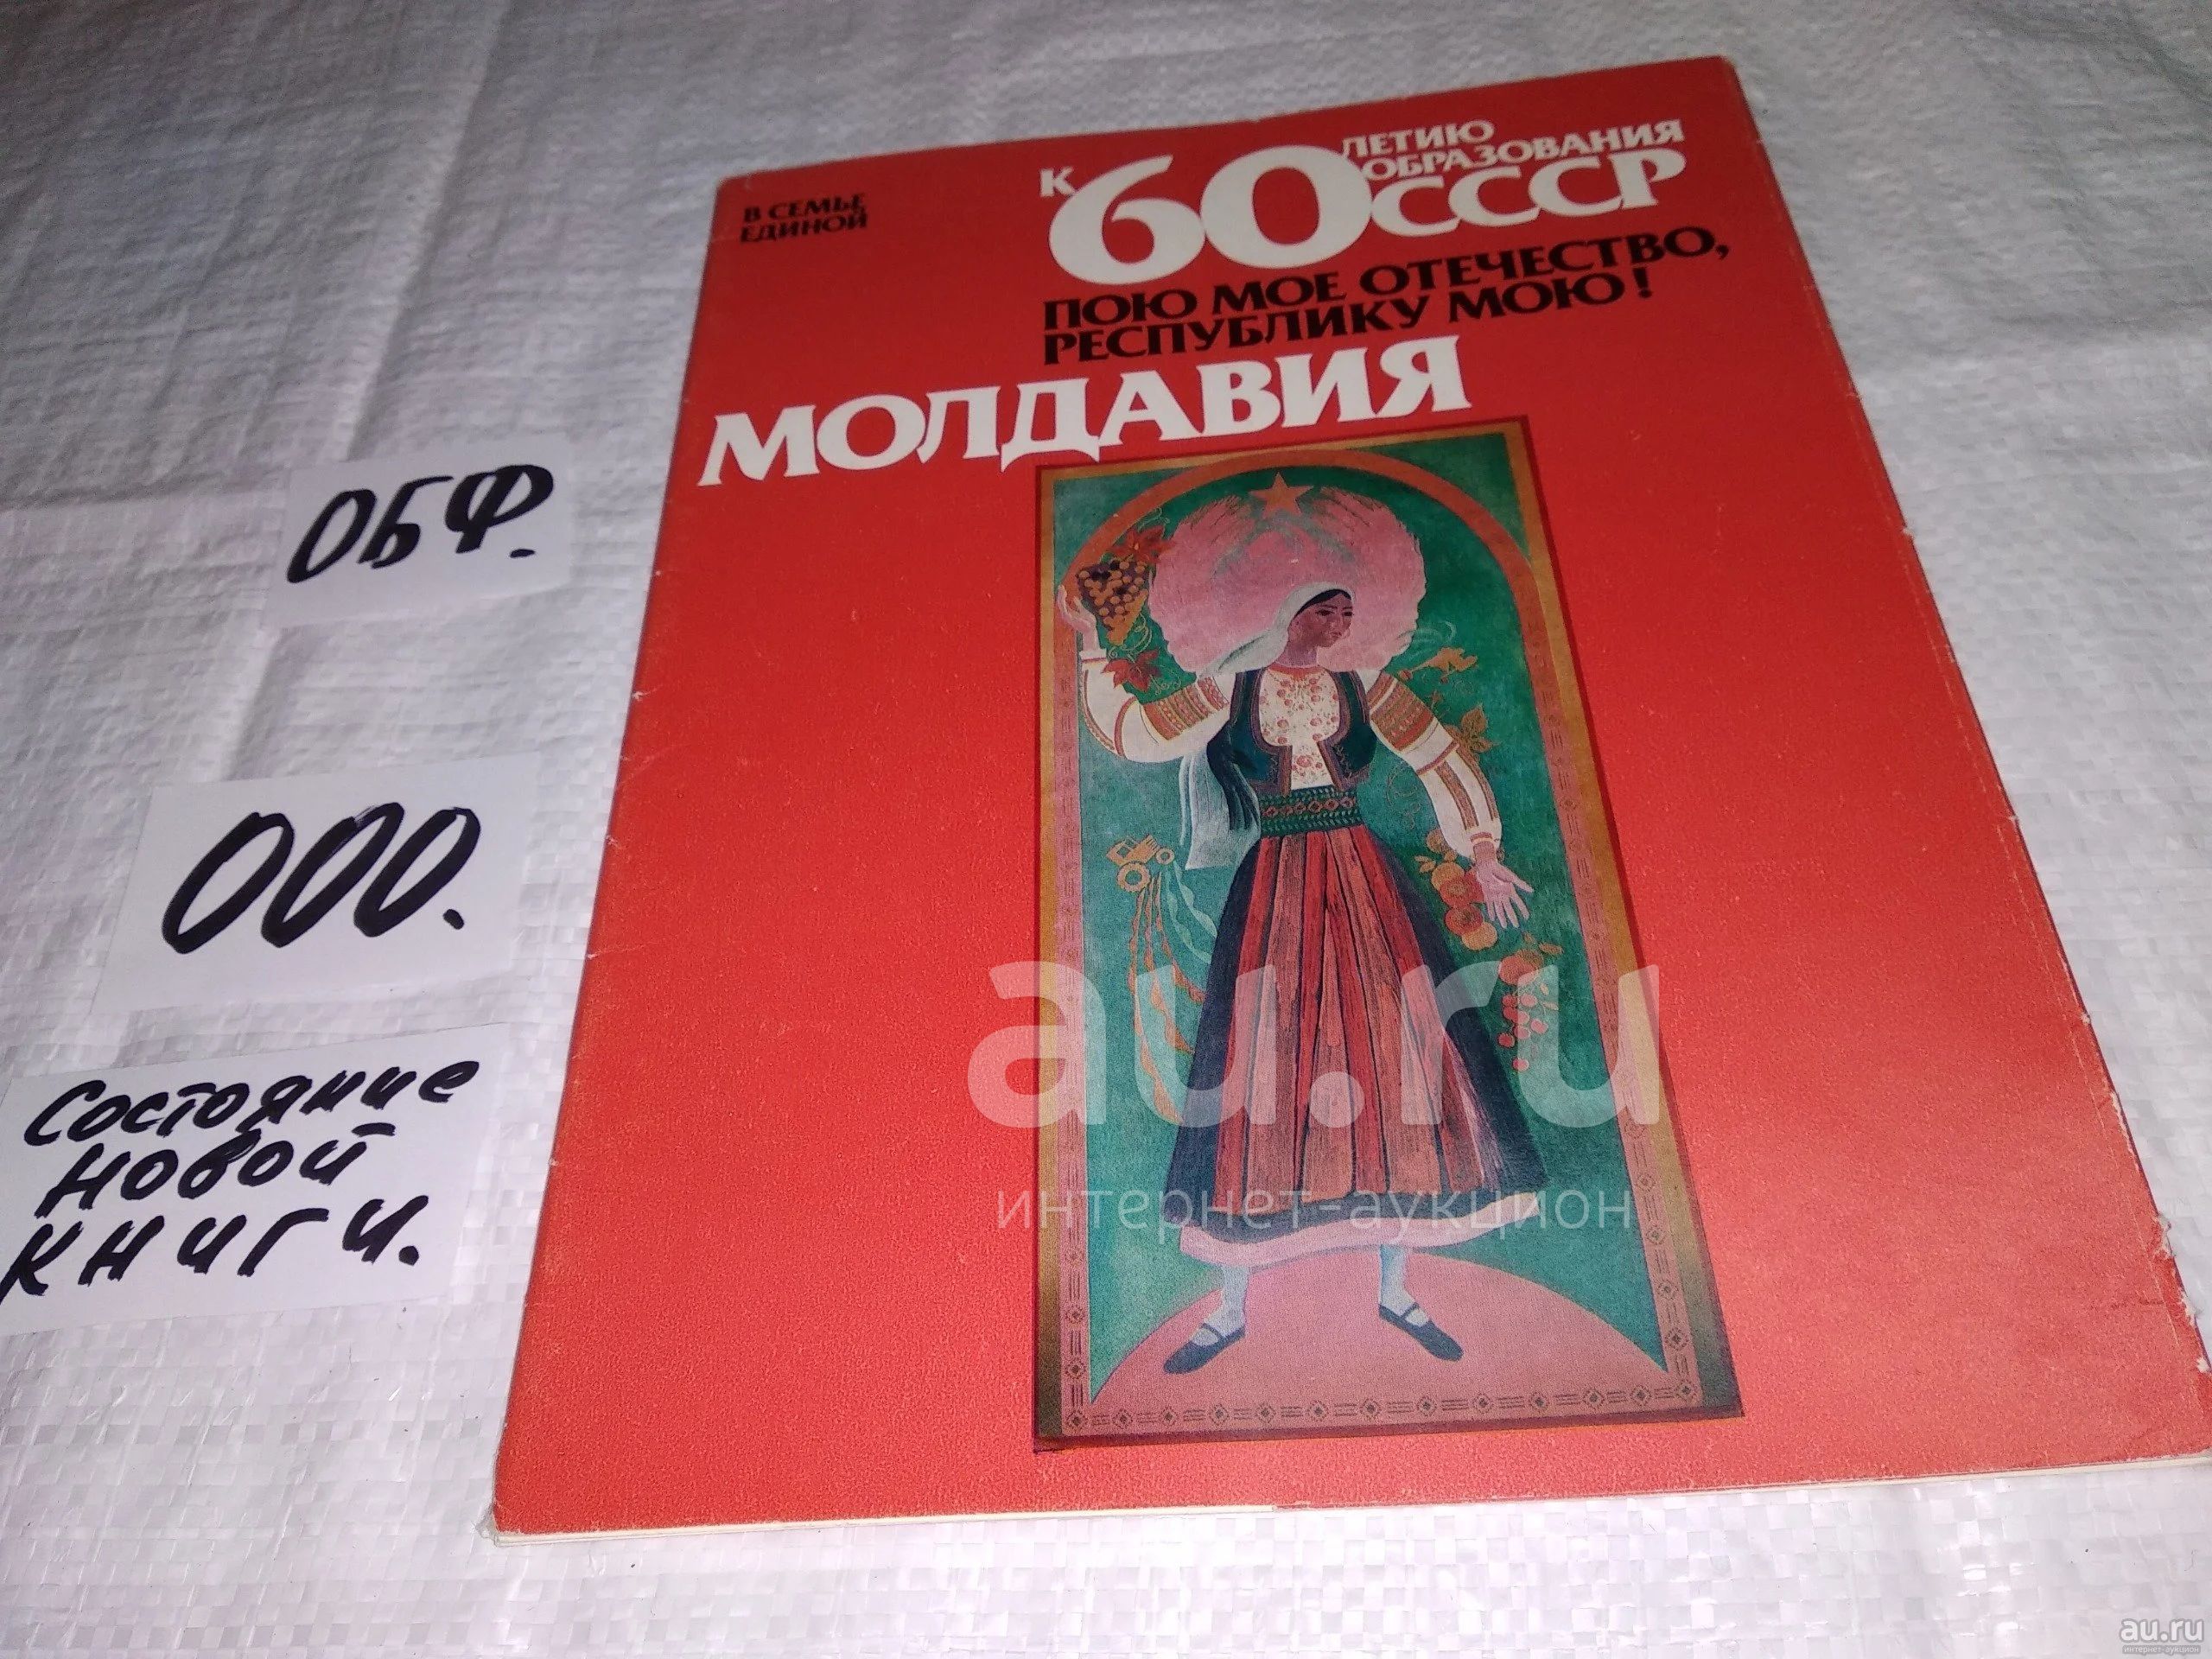 В СЕМЬЕ
ЕДИНОЙ
К 60 ЛЕТИЮ
ОБРАЗОВАНИЯ
СССР
ПОЮ МОЕ ОТЕЧЕСТВО,
РЕСПУБЛИКУ МОЮ!
МОЛДАВИЯ
ОБФ.
000.
Состояние
новой
книги.
au.ru
интернет-аукцион
au.ru
интернет-аукцион